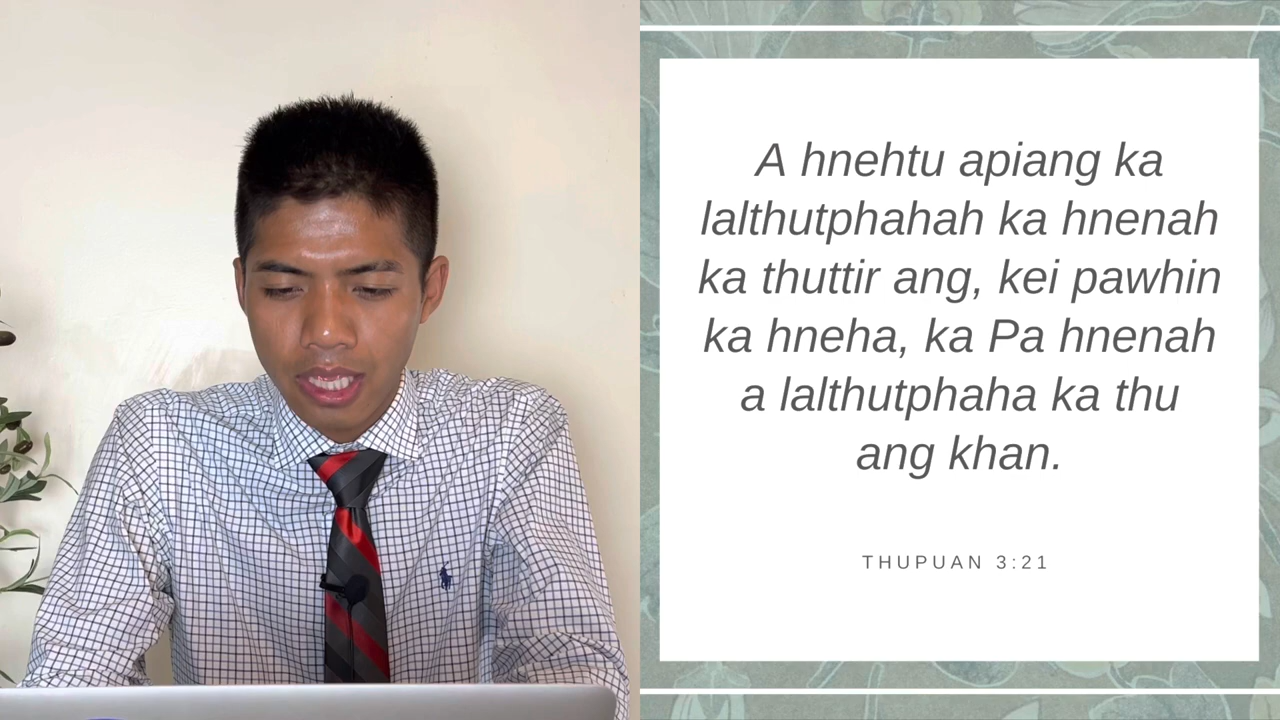 A hnehtu apiang ka
lalthutphahah ka hnenah
ka thuttir ang, kei pawhin
ka hneha, ka Pa hnenah
a lalthutphaha ka thu
ang khan.
THUPUAN 3:21